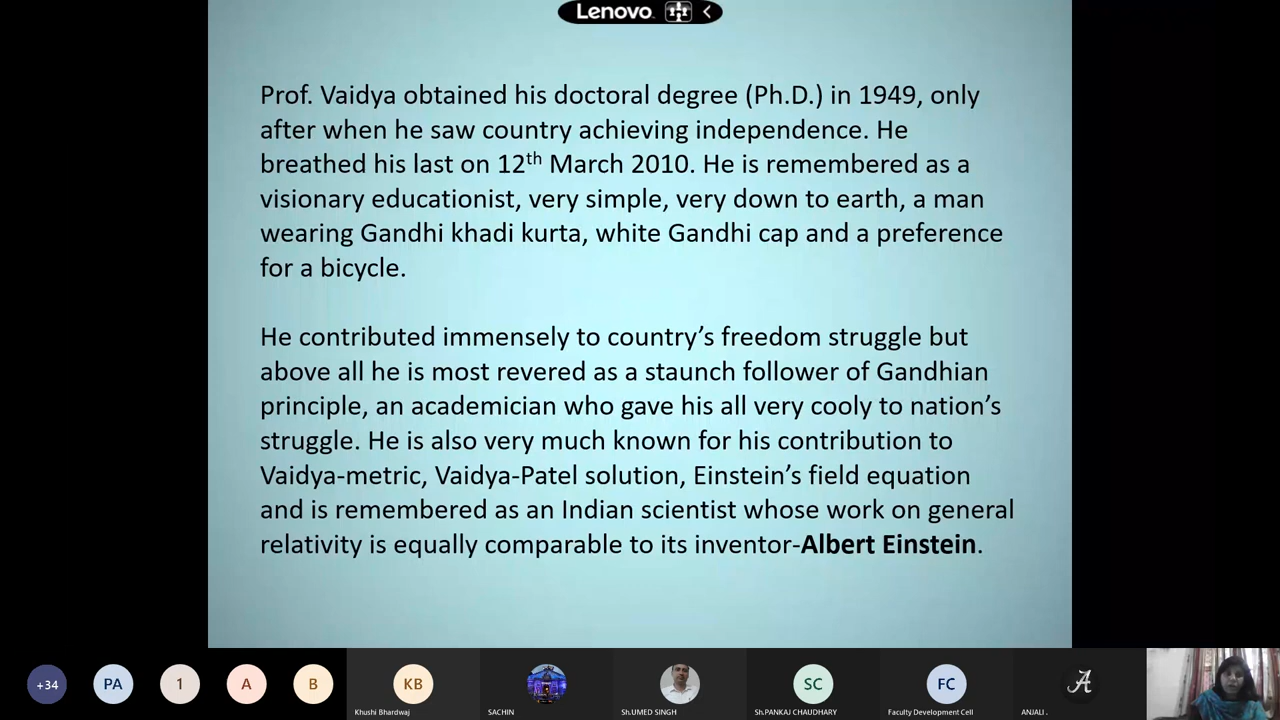 Lenovo
Prof. Vaidya obtained his doctoral degree (Ph.D.) in 1949, only
after when he saw country achieving independence. He
breathed his last on 12th March 2010. He is remembered as a
visionary educationist, very simple, very down to earth, a man
wearing Gandhi khadi kurta, white Gandhi cap and a preference
for a bicycle.
He contributed immensely to country’s freedom struggle but
above all he is most revered as a staunch follower of Gandhian
principle, an academician who gave his all very cooly to nation’s
struggle. He is also very much known for his contribution to
Vaidya-metric, Vaidya-Patel solution, Einstein’s field equation
and is remembered as an Indian scientist whose work on general
relativity is equally comparable to its inventor-Albert Einstein.
+34 PA 1 A B KB SC FC A
Khushi Bhardwaj SACHIN Sh.UMED SINGH Sh.PANKAJ CHAUDHARY Faculty Development Cell ANJALI .